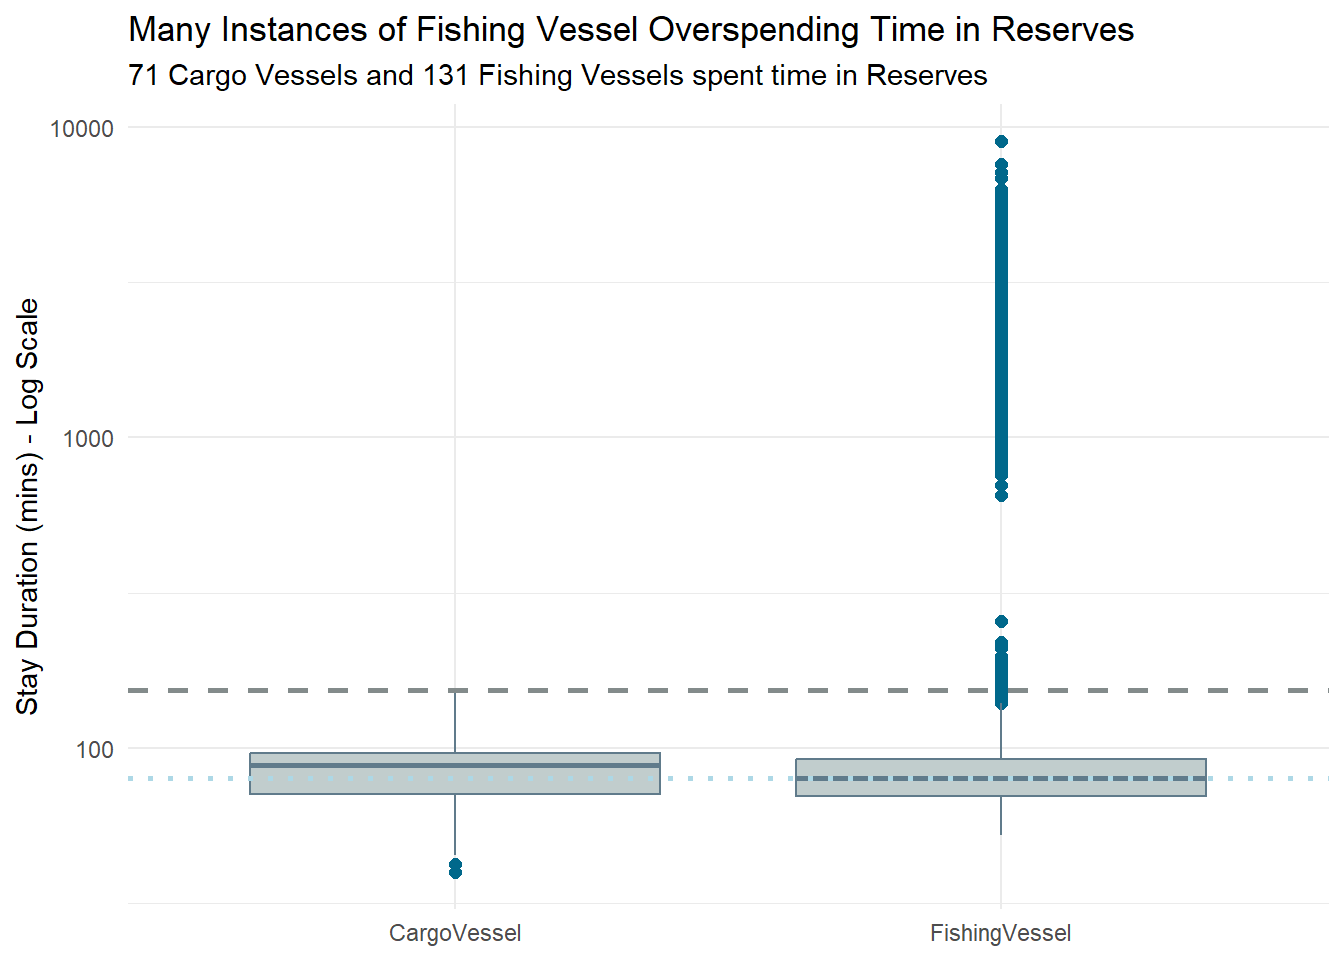 Many Instances of Fishing Vessel Overspending Time in Reserves
71 Cargo Vessels and 131 Fishing Vessels spent time in Reserves
Stay Duration (mins) - Log Scale
10000
1000
100
CargoVessel
FishingVessel